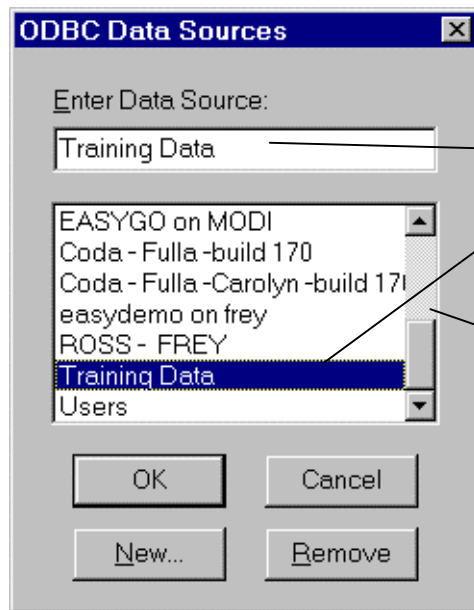 ODBC Data Sources
Enter Data Source:
Training Data
EASYGO on MODI
Coda - Fulla -build 170
Coda - Fulla -Carolyn -build 170
easydemo on frey
ROSS - FREY
Training Data
Users
OK
Cancel
New...
Remove